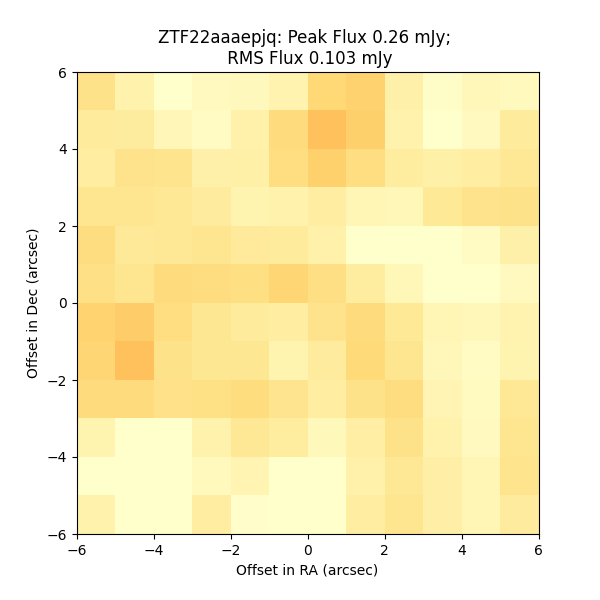 ZTF22aaaepjq: Peak Flux 0.26 mJy;
RMS Flux 0.103 mJy
6
4
2
0
−2
−4
−6
Offset in Dec (arcsec)
−6 −4 −2 0 2 4 6
Offset in RA (arcsec)